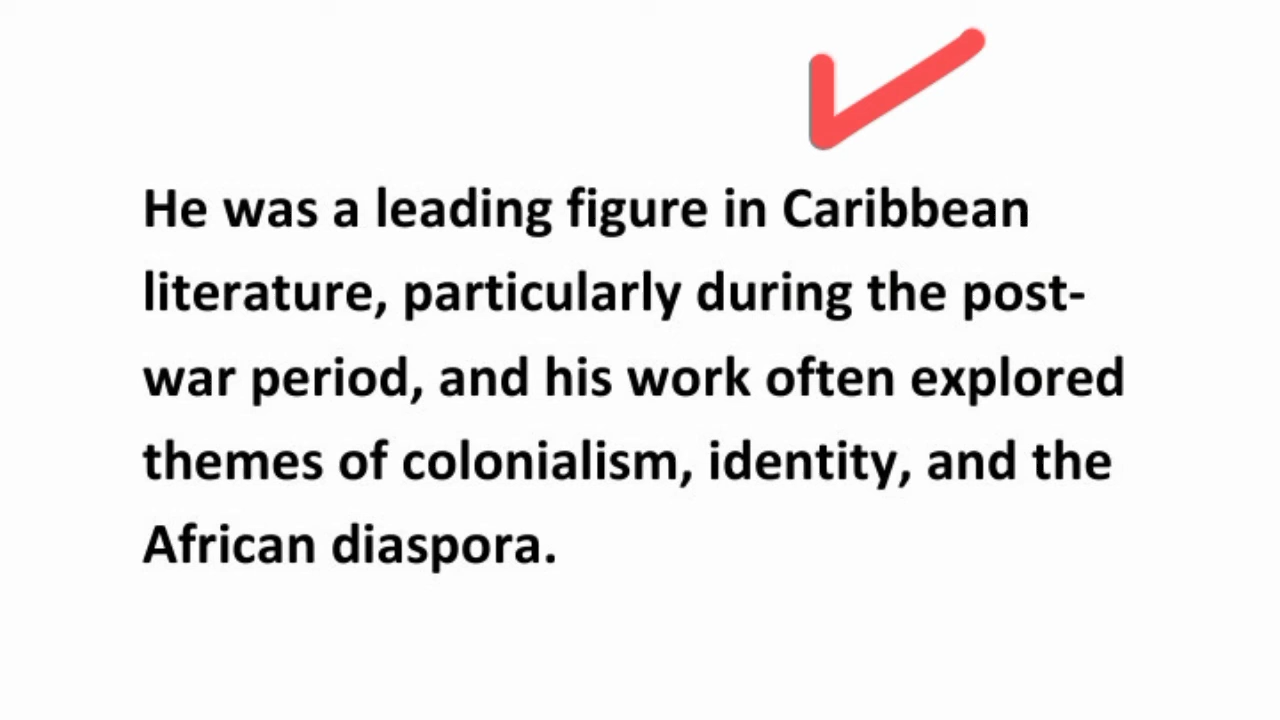 He was a leading figure in Caribbean
literature, particularly during the post-
war period, and his work often explored
themes of colonialism, identity, and the
African diaspora.